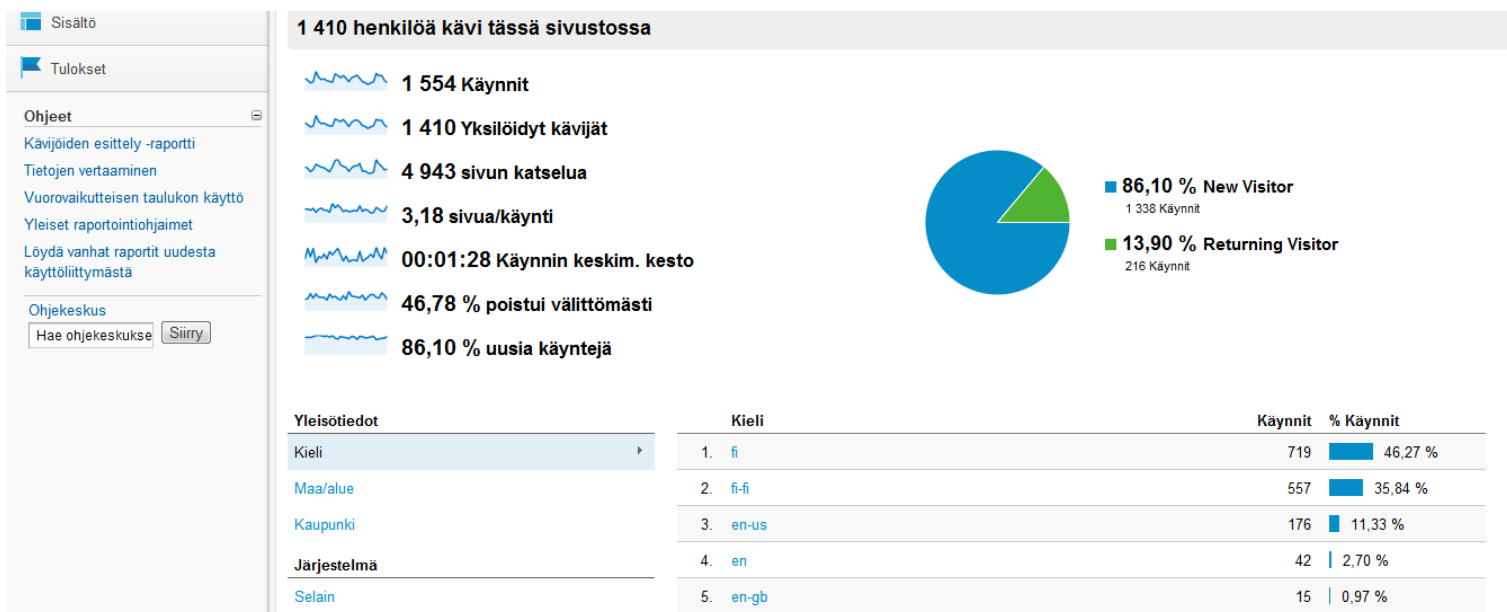 Sisältö
Tulokset
Ohjeet
Kävijöiden esittely -raportti
Tietojen vertaaminen
Vuorovaikutteisen taulukon käyttö
Yleiset raportointiohjaimet
Löydä vanhat raportit uudesta
käyttöliittymästä
Ohjekeskus
Hae ohjekeskukse Siirry
1 410 henkilöä kävi tässä sivustossa
1 554 Käynnit
1 410 Yksilöidyt kävijät
4 943 sivun katselua
3,18 sivua/käynti
00:01:28 Käynnin keskim. kesto
46,78 % poistui välittömästi
86,10 % uusia käyntejä
86,10 % New Visitor
1 338 Käynnit
13,90 % Returning Visitor
216 Käynnit
Yleisötiedot
Kieli
Maa/alue
Kaupunki
Järjestelmä
Selain
Kieli Käynnit % Käynnit
1. fi 719 46,27 %
2. fi-fi 557 35,84 %
3. en-us 176 11,33 %
4. en 42 2,70 %
5. en-gb 15 0,97 %